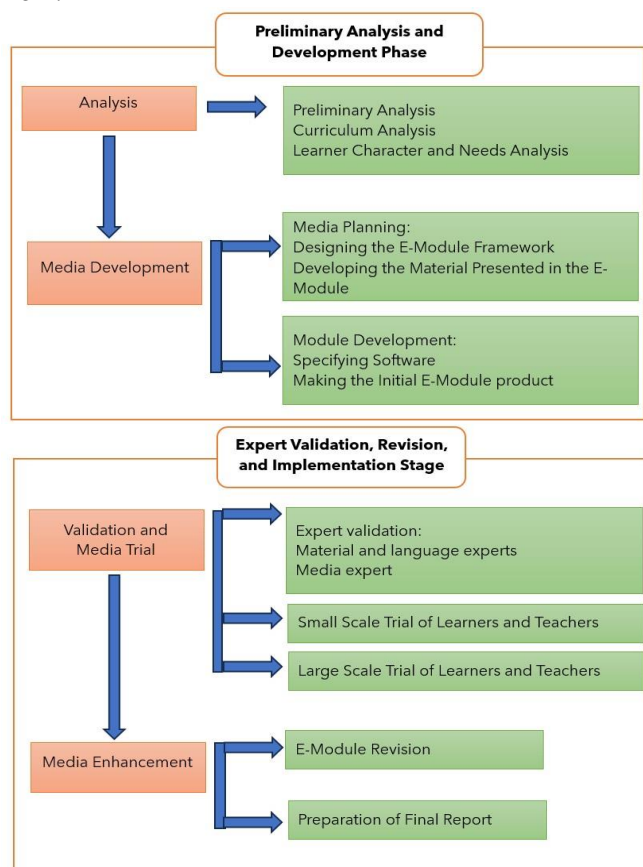 Preliminary Analysis and
Development Phase
Analysis
Preliminary Analysis
Curriculum Analysis
Learner Character and Needs Analysis
Media Development
Media Planning:
Designing the E-Module Framework
Developing the Material Presented in the E-
Module
Module Development:
Specifying Software
Making the Initial E-Module product
Expert Validation, Revision,
and Implementation Stage
Validation and
Media Trial
Expert validation:
Material and language experts
Media expert
Small Scale Trial of Learners and Teachers
Large Scale Trial of Learners and Teachers
Media Enhancement
E-Module Revision
Preparation of Final Report